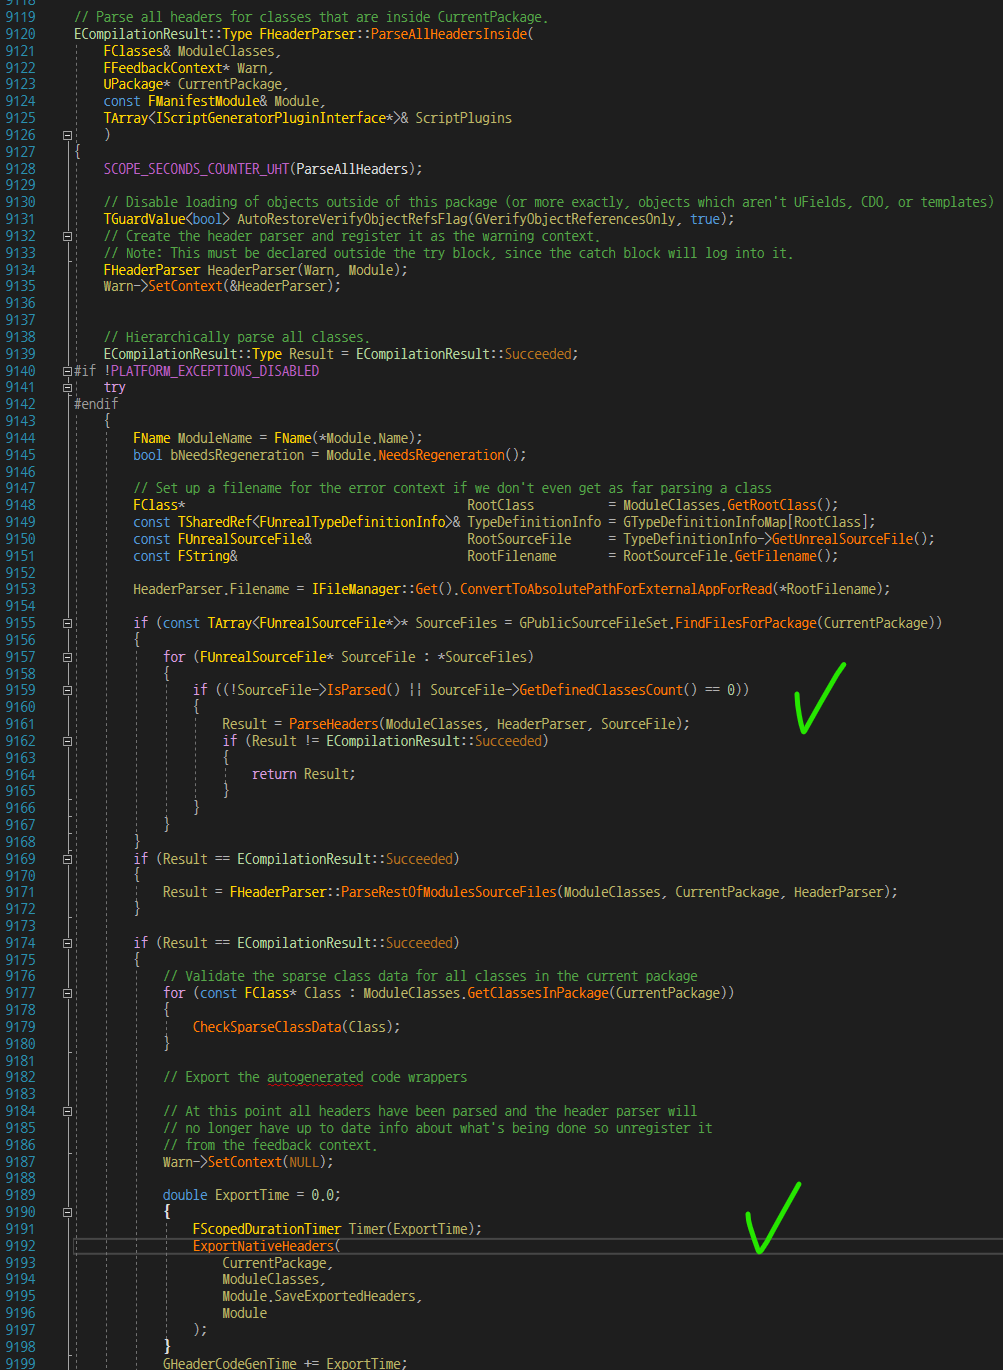 9118
9119 // Parse all headers for classes that are inside CurrentPackage.
9120 ECompilationResult::Type FHeaderParser::ParseAllHeadersInside(
9121 FClasses& ModuleClasses,
9122 FFeedbackContext* Warn,
9123 UPackage* CurrentPackage,
9124 const FManifestModule& Module,
9125 TArray<IScriptGeneratorPluginInterface*>& ScriptPlugins
9126 )
9127 {
9128 SCOPE_SECONDS_COUNTER_UHT(ParseAllHeaders);
9129
9130 // Disable loading of objects outside of this package (or more exactly, objects which aren't UFields, CDO, or templates)
9131 TGuardValue<bool> AutoRestoreVerifyObjectRefsFlag(GVerifyObjectReferencesOnly, true);
9132 // Create the header parser and register it as the warning context.
9133 // Note: This must be declared outside the try block, since the catch block will log into it.
9134 FHeaderParser HeaderParser(Warn, Module);
9135 Warn->SetContext(&HeaderParser);
9136
9137
9138 // Hierarchically parse all classes.
9139 ECompilationResult::Type Result = ECompilationResult::Succeeded;
9140 #if !PLATFORM_EXCEPTIONS_DISABLED
9141 try
9142 #endif
9143 {
9144 FName ModuleName = FName(*Module.Name);
9145 bool bNeedsRegeneration = Module.NeedsRegeneration();
9146
9147 // Set up a filename for the error context if we don't even get as far parsing a class
9148 FClass* RootClass = ModuleClasses.GetRootClass();
9149 const TSharedRef<FUnrealTypeDefinitionInfo>& TypeDefinitionInfo = GTypeDefinitionInfoMap[RootClass];
9150 const FUnrealSourceFile& RootSourceFile = TypeDefinitionInfo->GetUnrealSourceFile();
9151 const FString& RootFilename = RootSourceFile.GetFilename();
9152
9153 HeaderParser.Filename = IFileManager::Get().ConvertToAbsolutePathForExternalAppForRead(*RootFilename);
9154
9155 if (const TArray<FUnrealSourceFile*>* SourceFiles = GPublicSourceFileSet.FindFilesForPackage(CurrentPackage))
9156 {
9157 for (FUnrealSourceFile* SourceFile : *SourceFiles)
9158 {
9159 if ((!SourceFile->IsParsed() || SourceFile->GetDefinedClassesCount() == 0))
9160 {
9161 Result = ParseHeaders(ModuleClasses, HeaderParser, SourceFile);
9162 if (Result != ECompilationResult::Succeeded)
9163 {
9164 return Result;
9165 }
9166 }
9167 }
9168 }
9169 if (Result == ECompilationResult::Succeeded)
9170 {
9171 Result = FHeaderParser::ParseRestOfModulesSourceFiles(ModuleClasses, CurrentPackage, HeaderParser);
9172 }
9173
9174 if (Result == ECompilationResult::Succeeded)
9175 {
9176 // Validate the sparse class data for all classes in the current package
9177 for (const FClass* Class : ModuleClasses.GetClassesInPackage(CurrentPackage))
9178 {
9179 CheckSparseClassData(Class);
9180 }
9181
9182 // Export the autogenerated code wrappers
9183
9184 // At this point all headers have been parsed and the header parser will
9185 // no longer have up to date info about what's being done so unregister it
9186 // from the feedback context.
9187 Warn->SetContext(NULL);
9188
9189 double ExportTime = 0.0;
9190 {
9191 FScopedDurationTimer Timer(ExportTime);
9192 ExportNativeHeaders(
9193 CurrentPackage,
9194 ModuleClasses,
9195 Module.SaveExportedHeaders,
9196 Module
9197 );
9198 }
9199 GHeaderCodeGenTime += ExportTime;